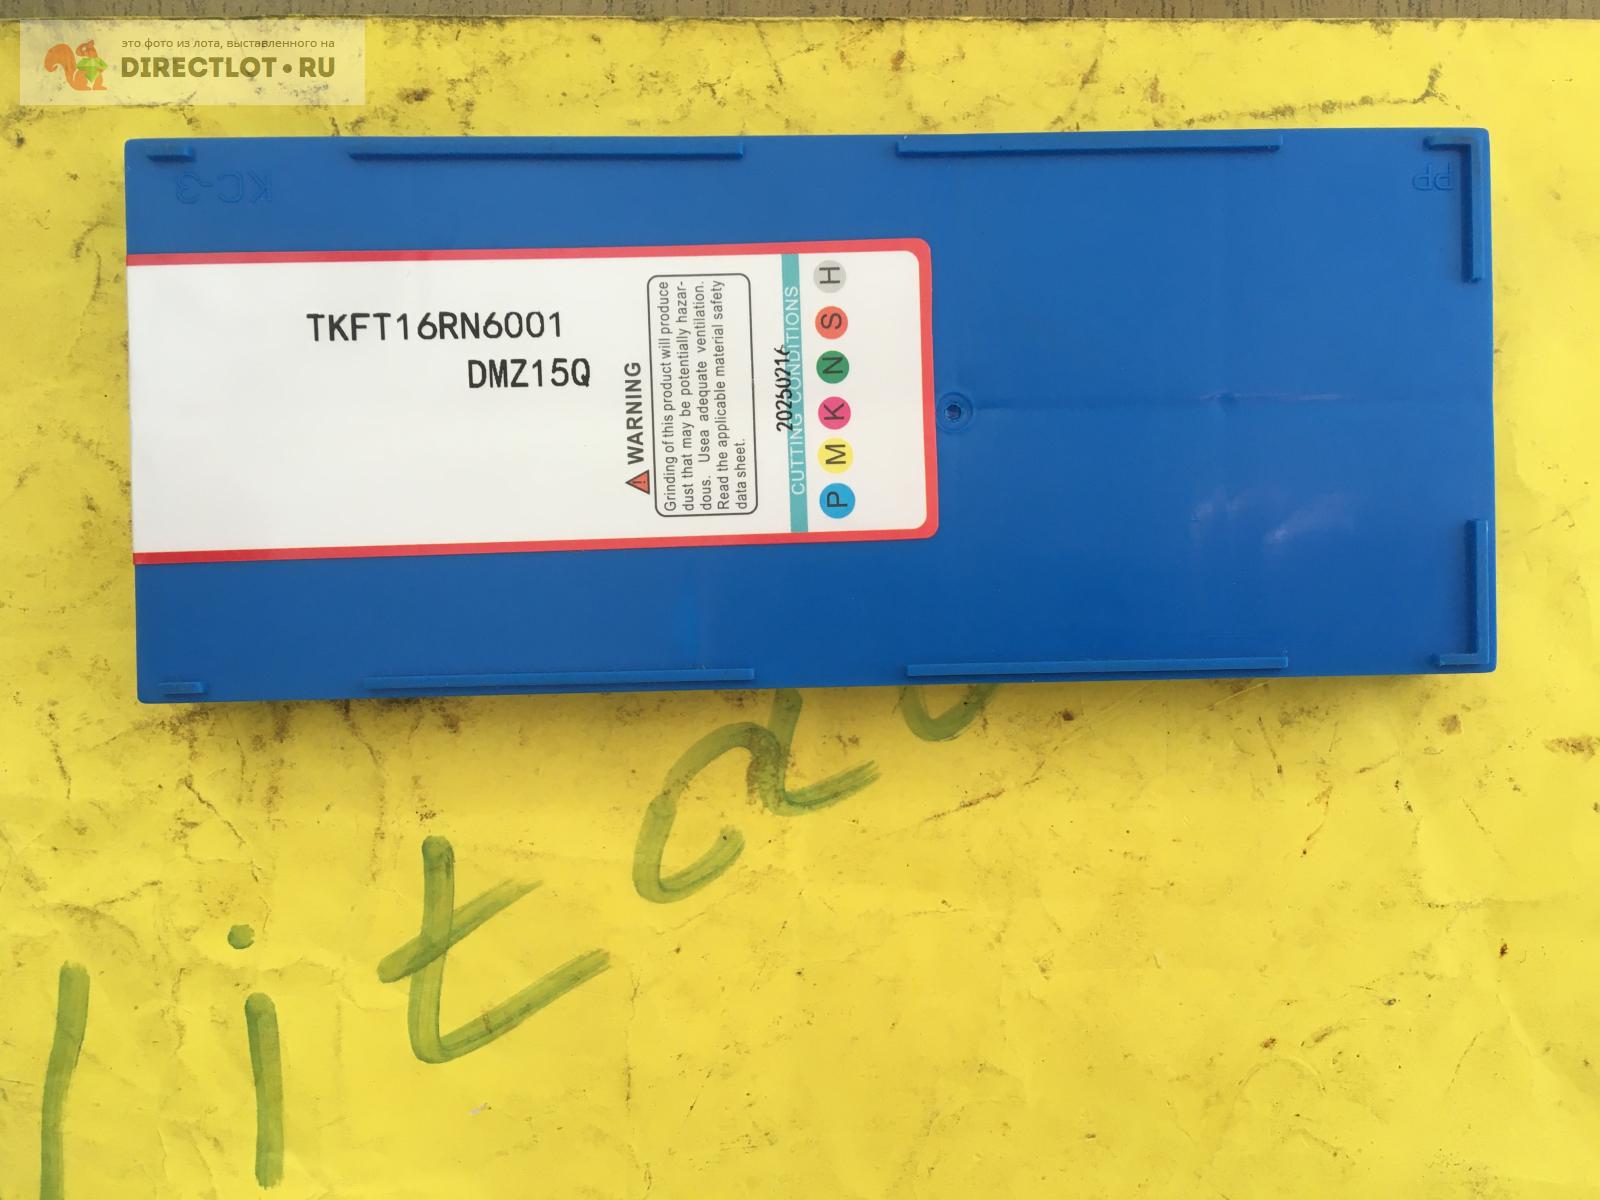 это фото из лота, выставленного на
DIRECTLOT•RU
KC-3
PP
TKFT16RN6001
DMZ15Q
WARNING
Grinding of this product will produce
dust that may be potentially hazar-
dous. Usea adequate ventilation.
Read the applicable material safety
data sheet.
20250216
CUTTING CONDITIONS
P M K N S H
lit